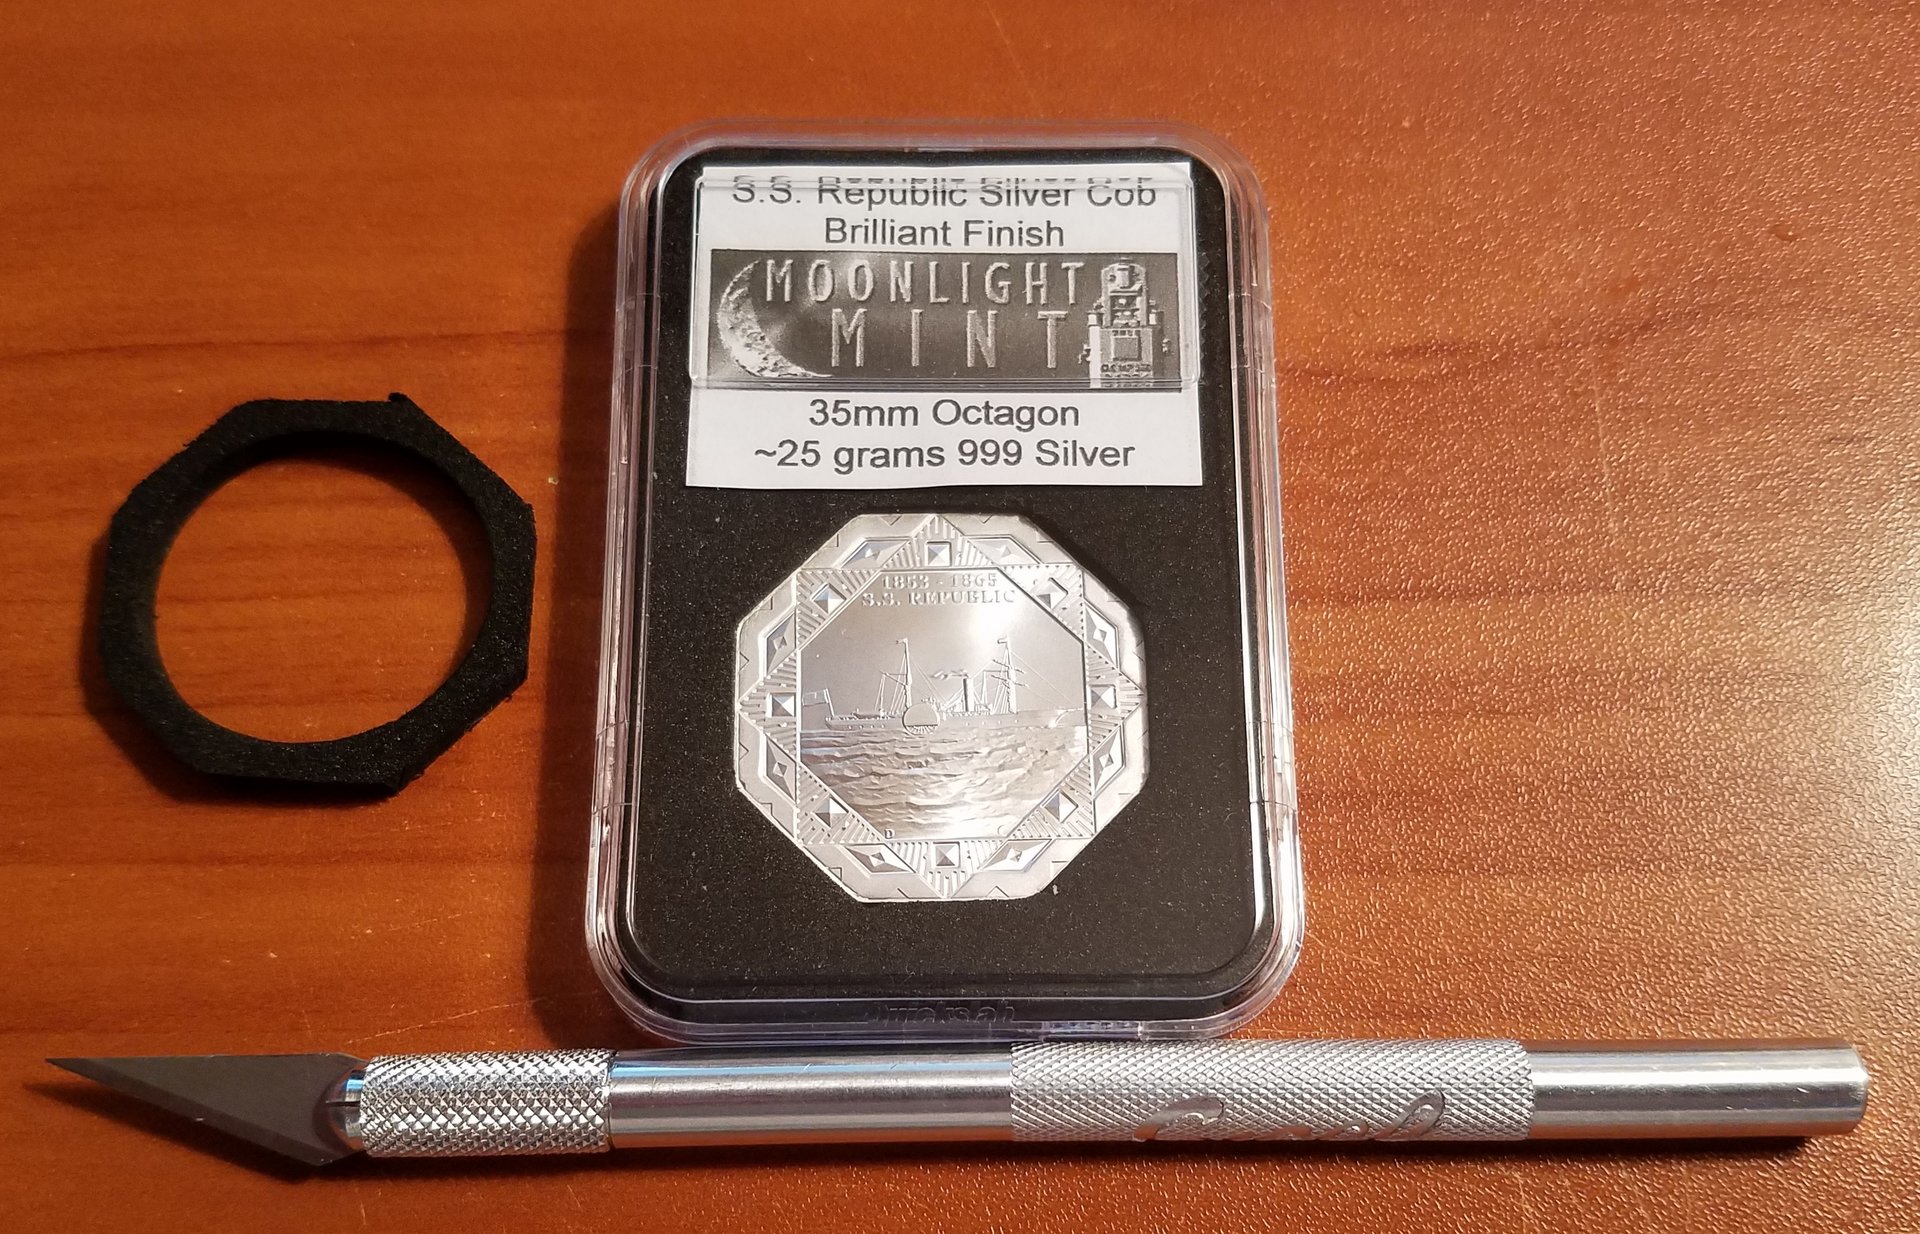 S.S. Republic Silver Cob
Brilliant Finish
MOONLIGHT
MINT
35mm Octagon
~25 grams 999 Silver
1853 - 1865
S.S. REPUBLIC
D C